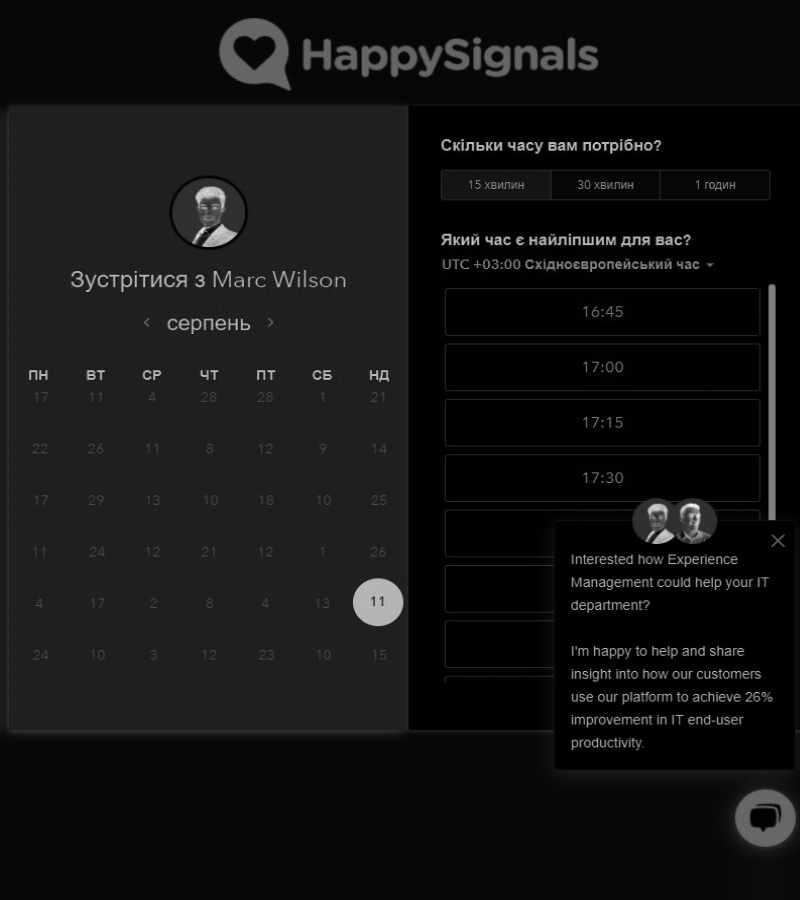 HappySignals
Зустрітися з Marc Wilson
серпень
ПН ВТ СР ЧТ ПТ СБ НД
17 11 4 28 28 1 21
22 26 11 8 12 9 14
17 29 13 10 18 10 25
11 24 12 21 12 1 26
4 17 2 8 4 13 11
24 10 3 12 23 10 15
Скільки часу вам потрібно?
15 хвилин 30 хвилин 1 годин
Який час є найліпшим для вас?
UTC +03:00 Східноєвропейський час
16:45
17:00
17:15
17:30
Interested how Experience
Management could help your IT
department?
I'm happy to help and share
insight into how our customers
use our platform to achieve 26%
improvement in IT end-user
productivity.